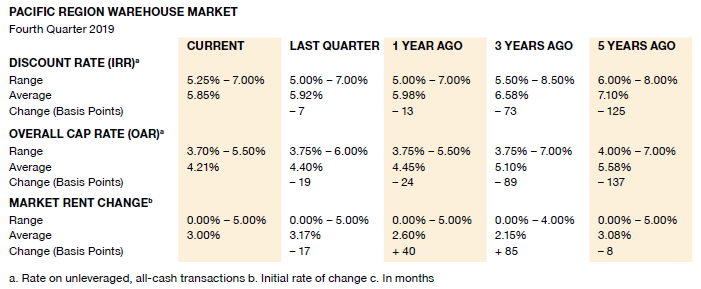 PACIFIC REGION WAREHOUSE MARKET
Fourth Quarter 2019
CURRENT LAST QUARTER 1 YEAR AGO 3 YEARS AGO 5 YEARS AGO
DISCOUNT RATE (IRR)a
Range 5.25% – 7.00% 5.00% – 7.00% 5.00% – 7.00% 5.50% – 8.50% 6.00% – 8.00%
Average 5.85% 5.92% 5.98% 6.58% 7.10%
Change (Basis Points) – 7 – 13 – 73 – 125
OVERALL CAP RATE (OAR)a
Range 3.70% – 5.50% 3.75% – 6.00% 3.75% – 5.50% 3.75% – 7.00% 4.00% – 7.00%
Average 4.21% 4.40% 4.45% 5.10% 5.58%
Change (Basis Points) – 19 – 24 – 89 – 137
MARKET RENT CHANGEb
Range 0.00% – 5.00% 0.00% – 5.00% 0.00% – 5.00% 0.00% – 4.00% 0.00% – 5.00%
Average 3.00% 3.17% 2.60% 2.15% 3.08%
Change (Basis Points) – 17 + 40 + 85 – 8
a. Rate on unleveraged, all-cash transactions b. Initial rate of change c. In months